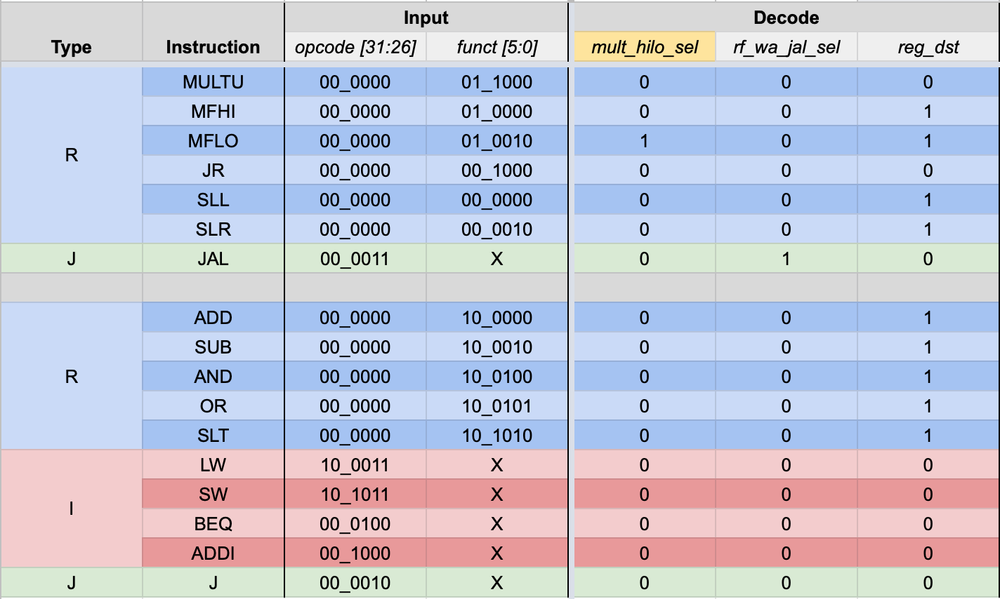 Input Decode
Type Instruction opcode [31:26] funct [5:0] mult_hilo_sel rf_wa_jal_sel reg_dst
MULTU 00_0000 01_1000 0 0 0
MFHI 00_0000 01_0000 0 0 1
MFLO 00_0000 01_0010 1 0 1
R
JR 00_0000 00_1000 0 0 0
SLL 00_0000 00_0000 0 0 1
SLR 00_0000 00_0010 0 0 1
J JAL 00_0011 X 0 1 0
ADD 00_0000 10_0000 0 0 1
SUB 00_0000 10_0010 0 0 1
R AND 00_0000 10_0100 0 0 1
OR 00_0000 10_0101 0 0 1
SLT 00_0000 10_1010 0 0 1
LW 10_0011 X 0 0 0
SW 10_1011 X 0 0 0
I
BEQ 00_0100 X 0 0 0
ADDI 00_1000 X 0 0 0
J J 00_0010 X 0 0 0